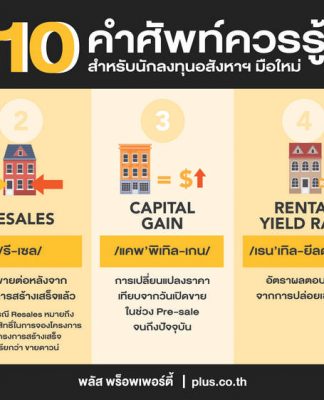 10 คำศัพท์ควรรู้
สำหรับนักลงทุนอสังหาฯ มือใหม่
2
ESALES
/รี-เซล/
ขายต่อหลังจาก
การสร้างเสร็จแล้ว
ณี Resales หมายถึง
สิทธิ์ในการจองโครงการ
ครงการสร้างเสร็จ
รียกว่า ขายดาวน์
3
= $↑
CAPITAL
GAIN
/แคพ'พิเทิล-เกน/
การเปลี่ยนแปลงราคา
เทียบจากวันเปิดขาย
ในช่วง Pre-sale
จนถึงปัจจุบัน
4
RENTA
YIELD RA
/เรน'เทิล-ยีลด
อัตราผลตอบ
จากการปล่อยเ
พลัส พร็อพเพอร์ตี้ | plus.co.th